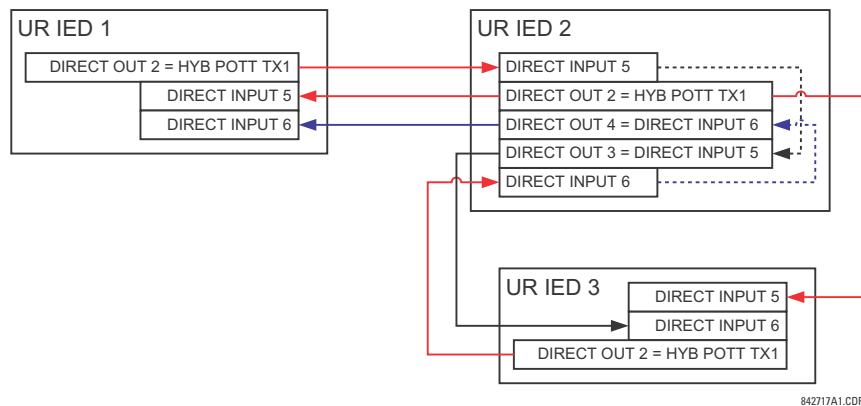 UR IED 1
DIRECT OUT 2 = HYB POTT TX1
DIRECT INPUT 5
DIRECT INPUT 6
UR IED 2
DIRECT INPUT 5
DIRECT OUT 2 = HYB POTT TX1
DIRECT OUT 4 = DIRECT INPUT 6
DIRECT OUT 3 = DIRECT INPUT 5
DIRECT INPUT 6
UR IED 3
DIRECT INPUT 5
DIRECT INPUT 6
DIRECT OUT 2 = HYB POTT TX1
842717A1.CDR